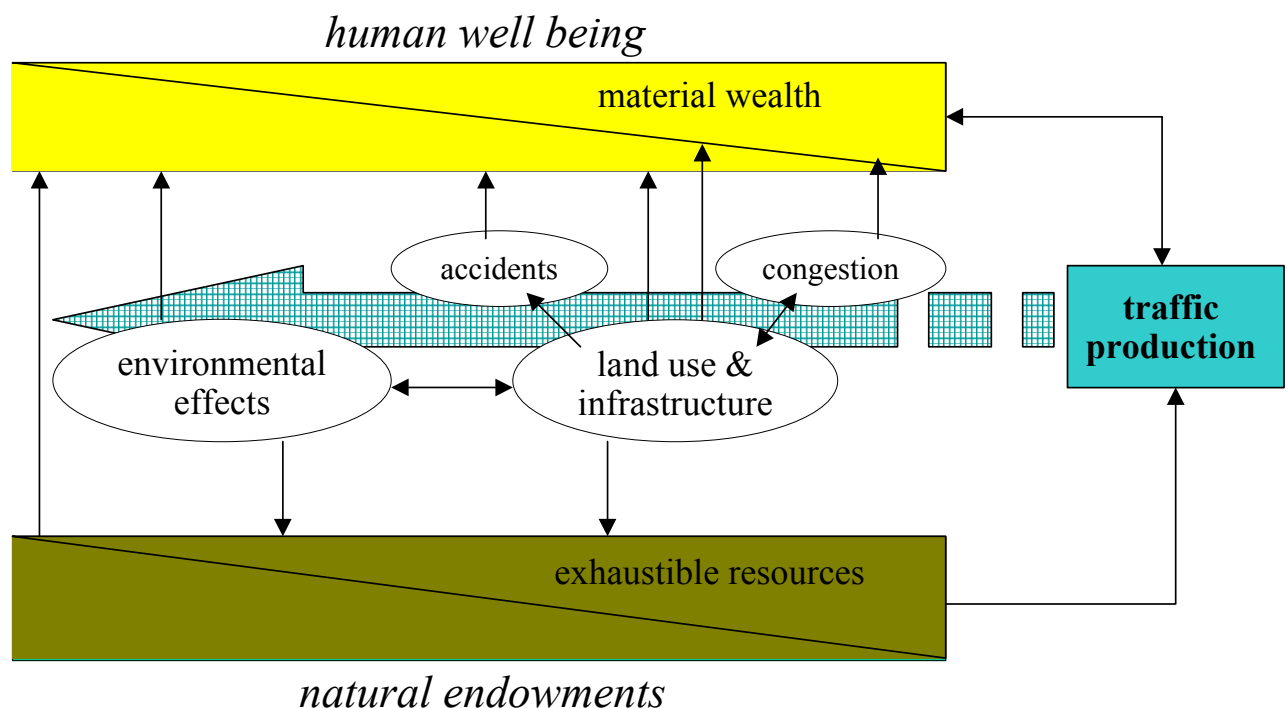 human well being
material wealth
accidents
congestion
traffic
production
environmental
effects
land use &
infrastructure
exhaustible resources
natural endowments